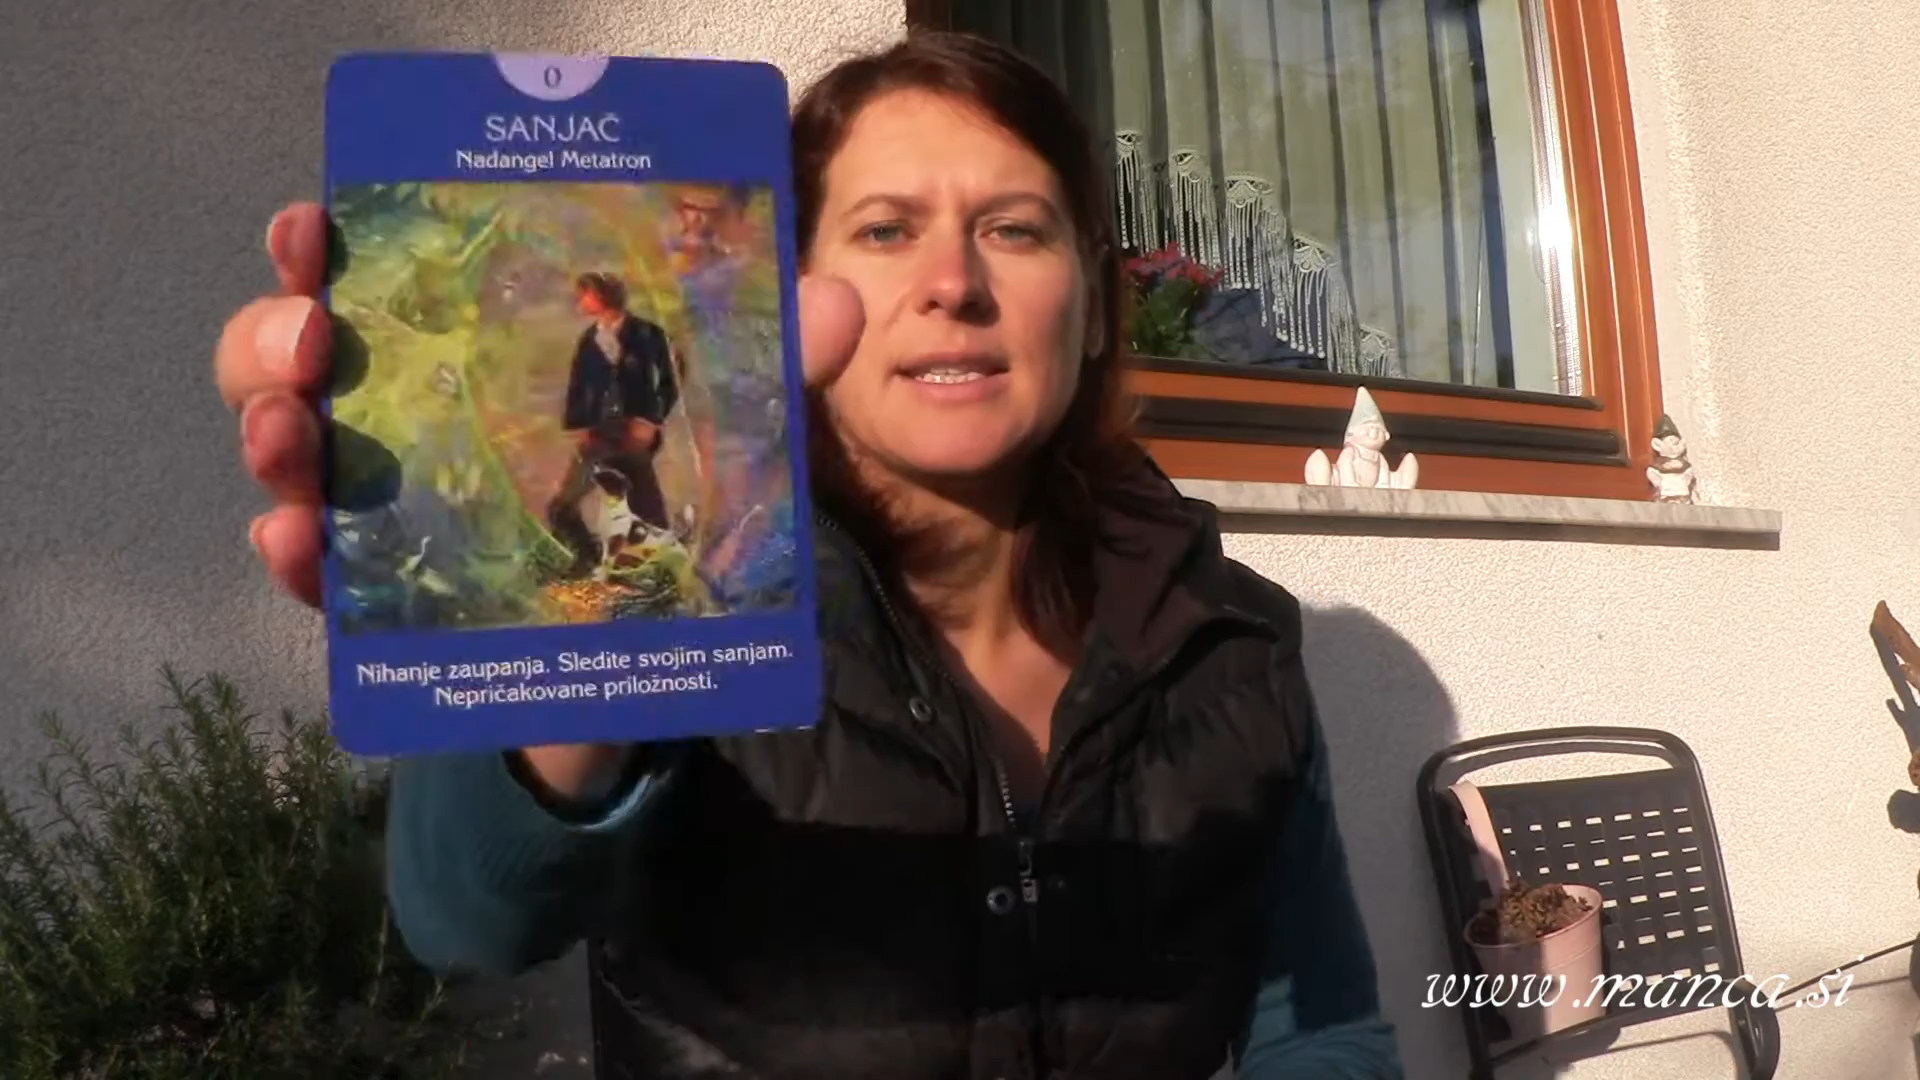 0
SANJAČ
Nadangel Metatron
Nihanje zaupanja. Sledite svojim sanjam.
Nepričakovane priložnosti.
www.manca.si